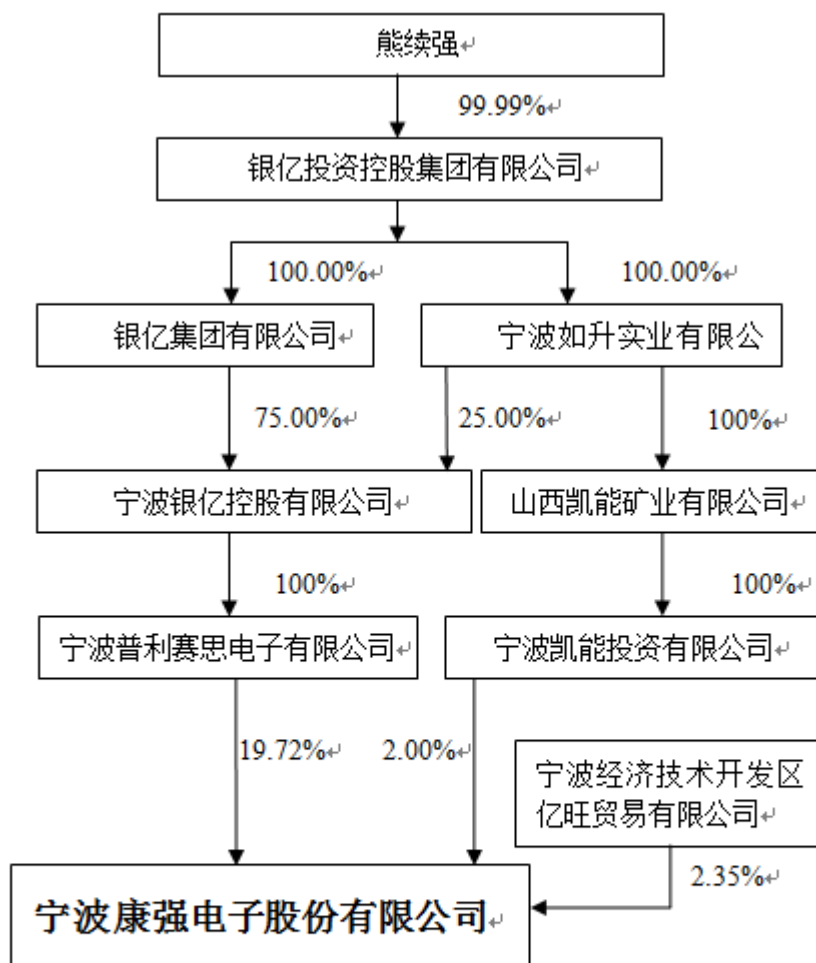 熊续强
99.99%
银亿投资控股集团有限公司
100.00%
100.00%
银亿集团有限公司
宁波如升实业有限公
75.00%
25.00%
100%
宁波银亿控股有限公司
山西凯能矿业有限公司
100%
100%
宁波普利赛思电子有限公司
宁波凯能投资有限公司
19.72%
2.00%
宁波经济技术开发区
亿旺贸易有限公司
2.35%
宁波康强电子股份有限公司